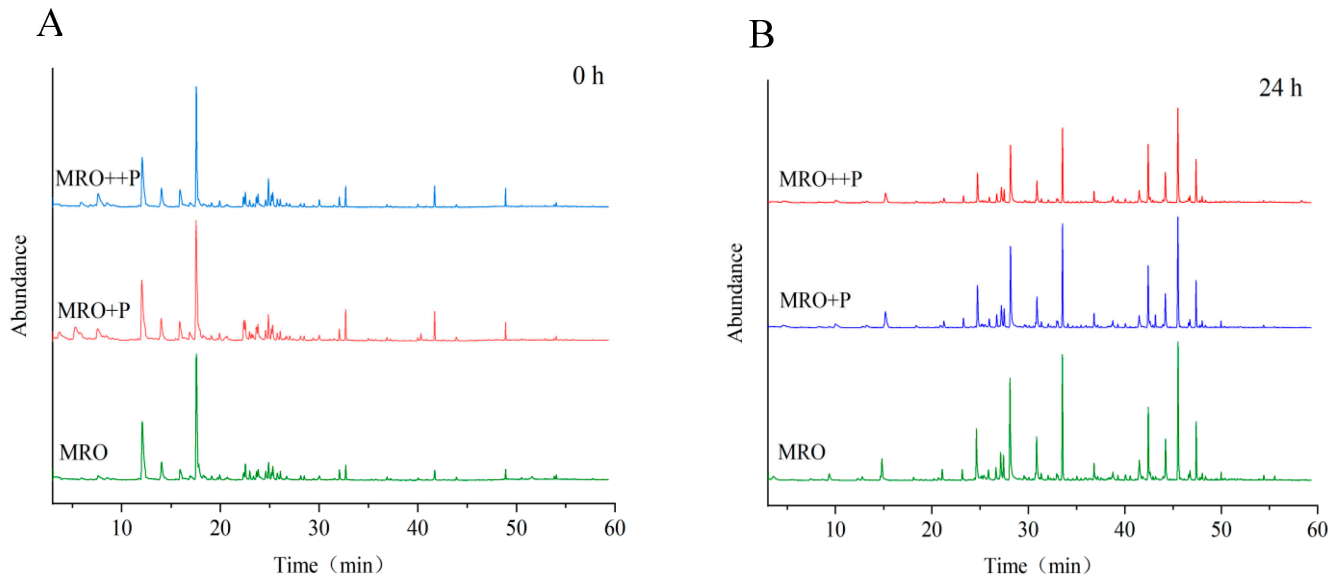 A
0 h
MRO++P
MRO+P
MRO
Abundance
10 20 30 40 50 60
Time（min）
B
24 h
MRO++P
MRO+P
MRO
Abundance
20 30 40 50 60
Time（min）